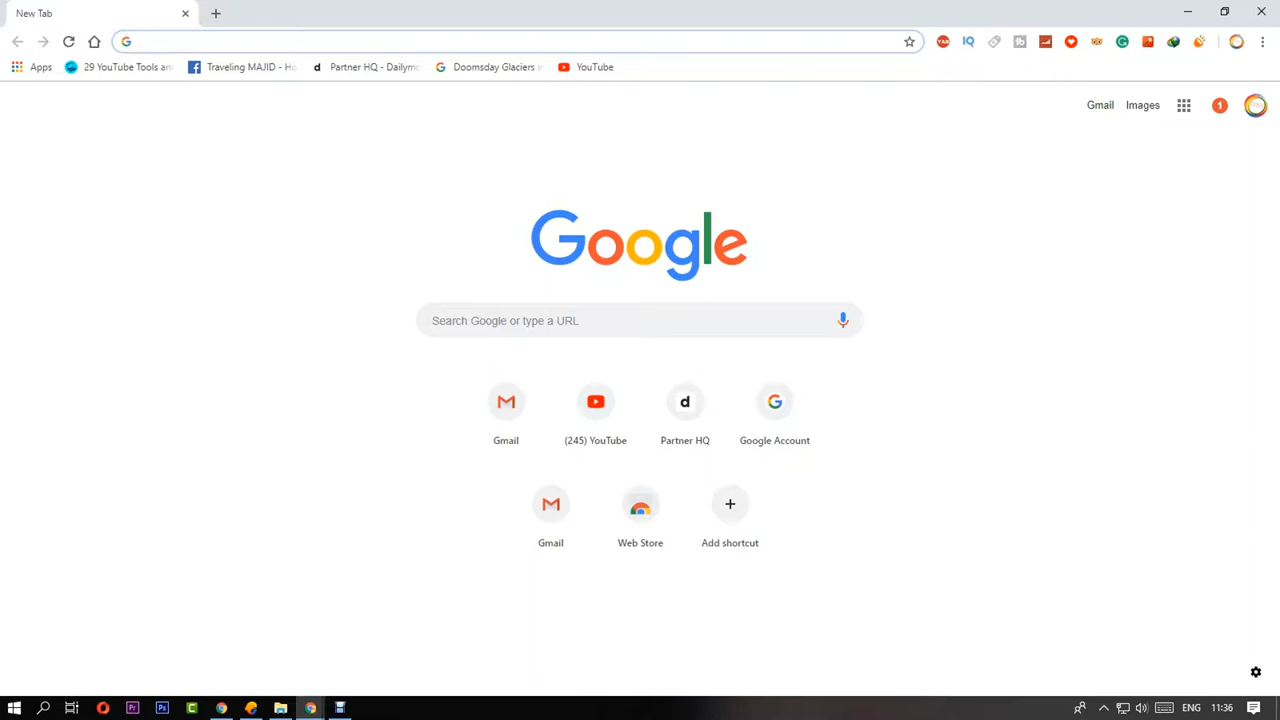 New Tab
Apps 29 YouTube Tools an Traveling MAJID - Ho Partner HQ - Dailymo Doomsday Glaciers in YouTube
Gmail Images 1
Google
Search Google or type a URL
Gmail (245) YouTube Partner HQ Google Account
Gmail Web Store Add shortcut
ENG 11:36